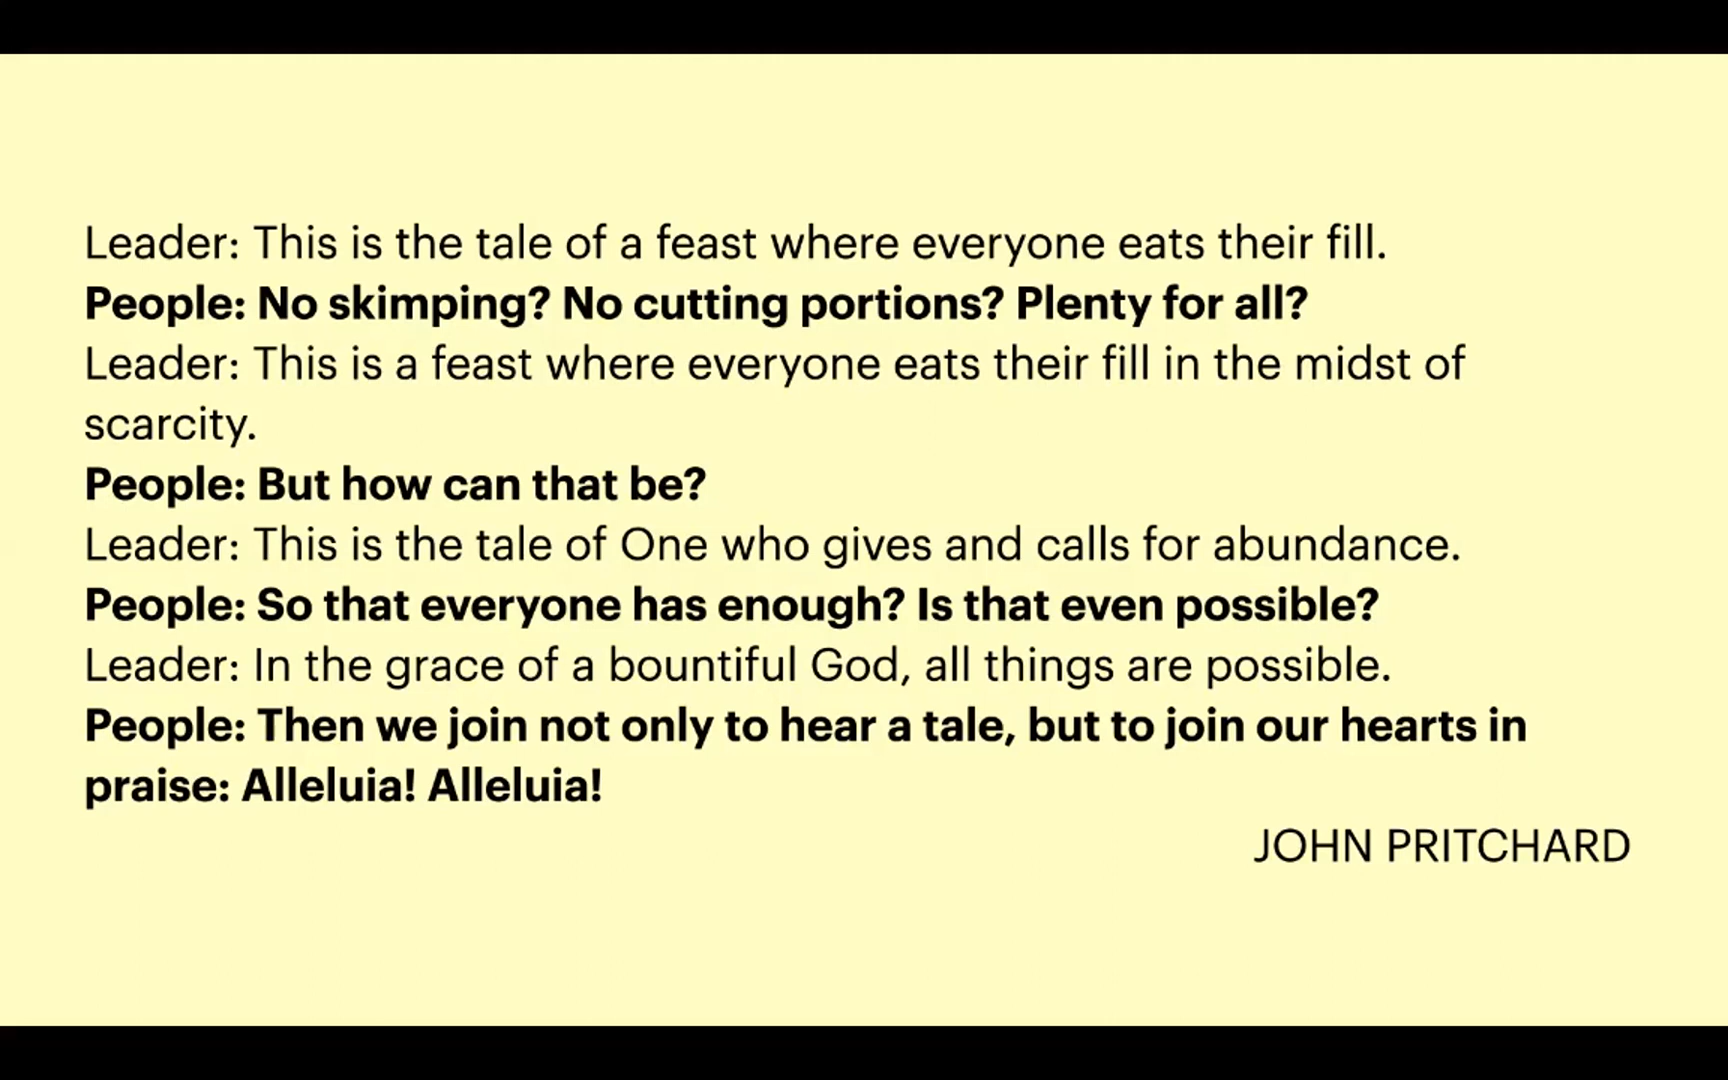 Leader: This is the tale of a feast where everyone eats their fill.
People: No skimping? No cutting portions? Plenty for all?
Leader: This is a feast where everyone eats their fill in the midst of
scarcity.
People: But how can that be?
Leader: This is the tale of One who gives and calls for abundance.
People: So that everyone has enough? Is that even possible?
Leader: In the grace of a bountiful God, all things are possible.
People: Then we join not only to hear a tale, but to join our hearts in
praise: Alleluia! Alleluia!
JOHN PRITCHARD